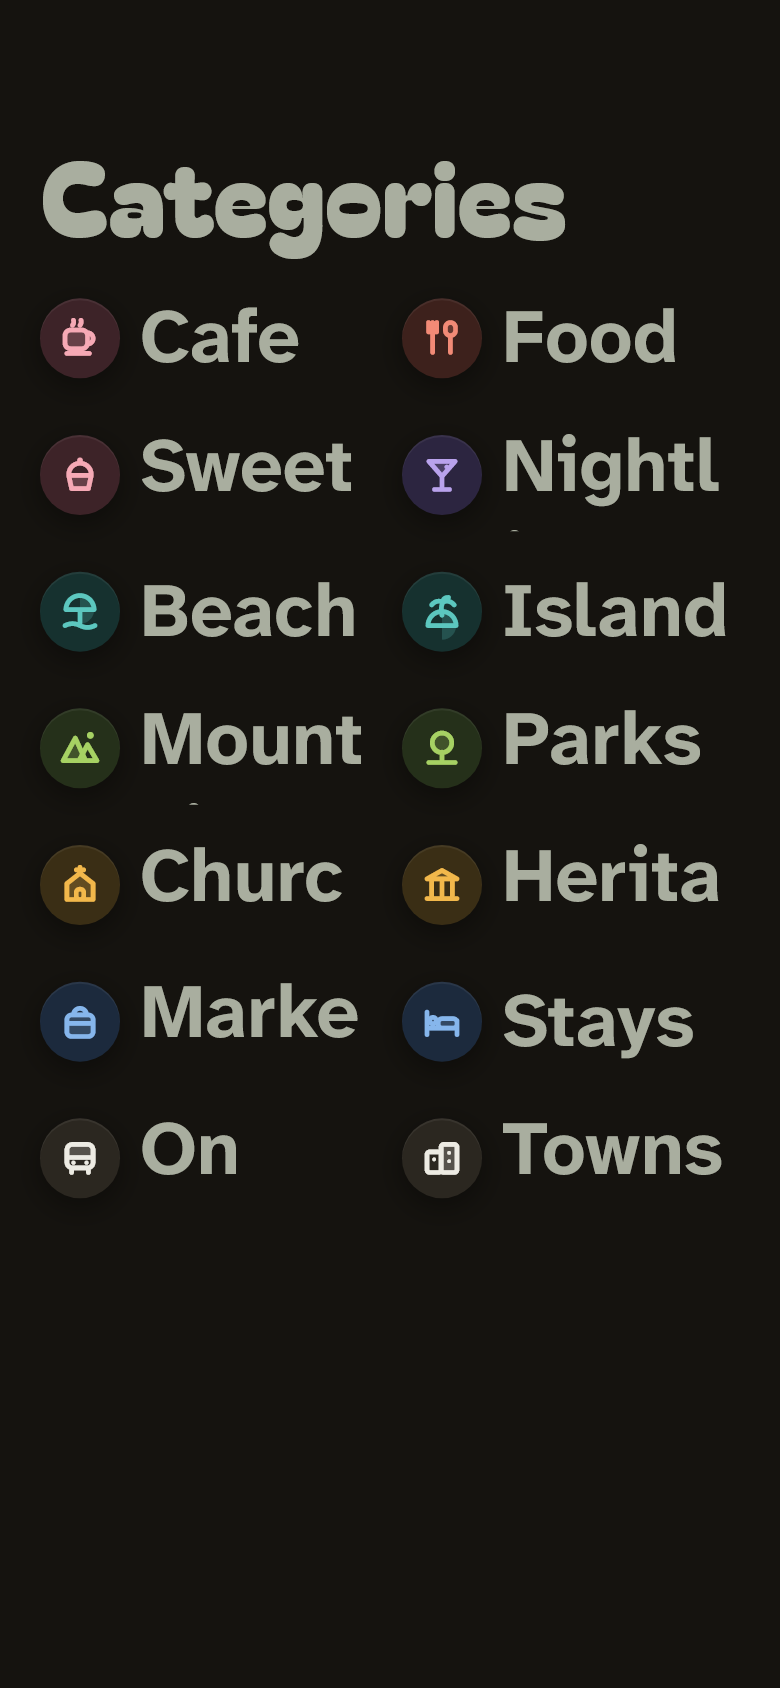 Categories
Cafe
Food
Sweet
Nightl
Beach
Island
Mount
Parks
Churc
Herita
Marke
Stays
On
Towns